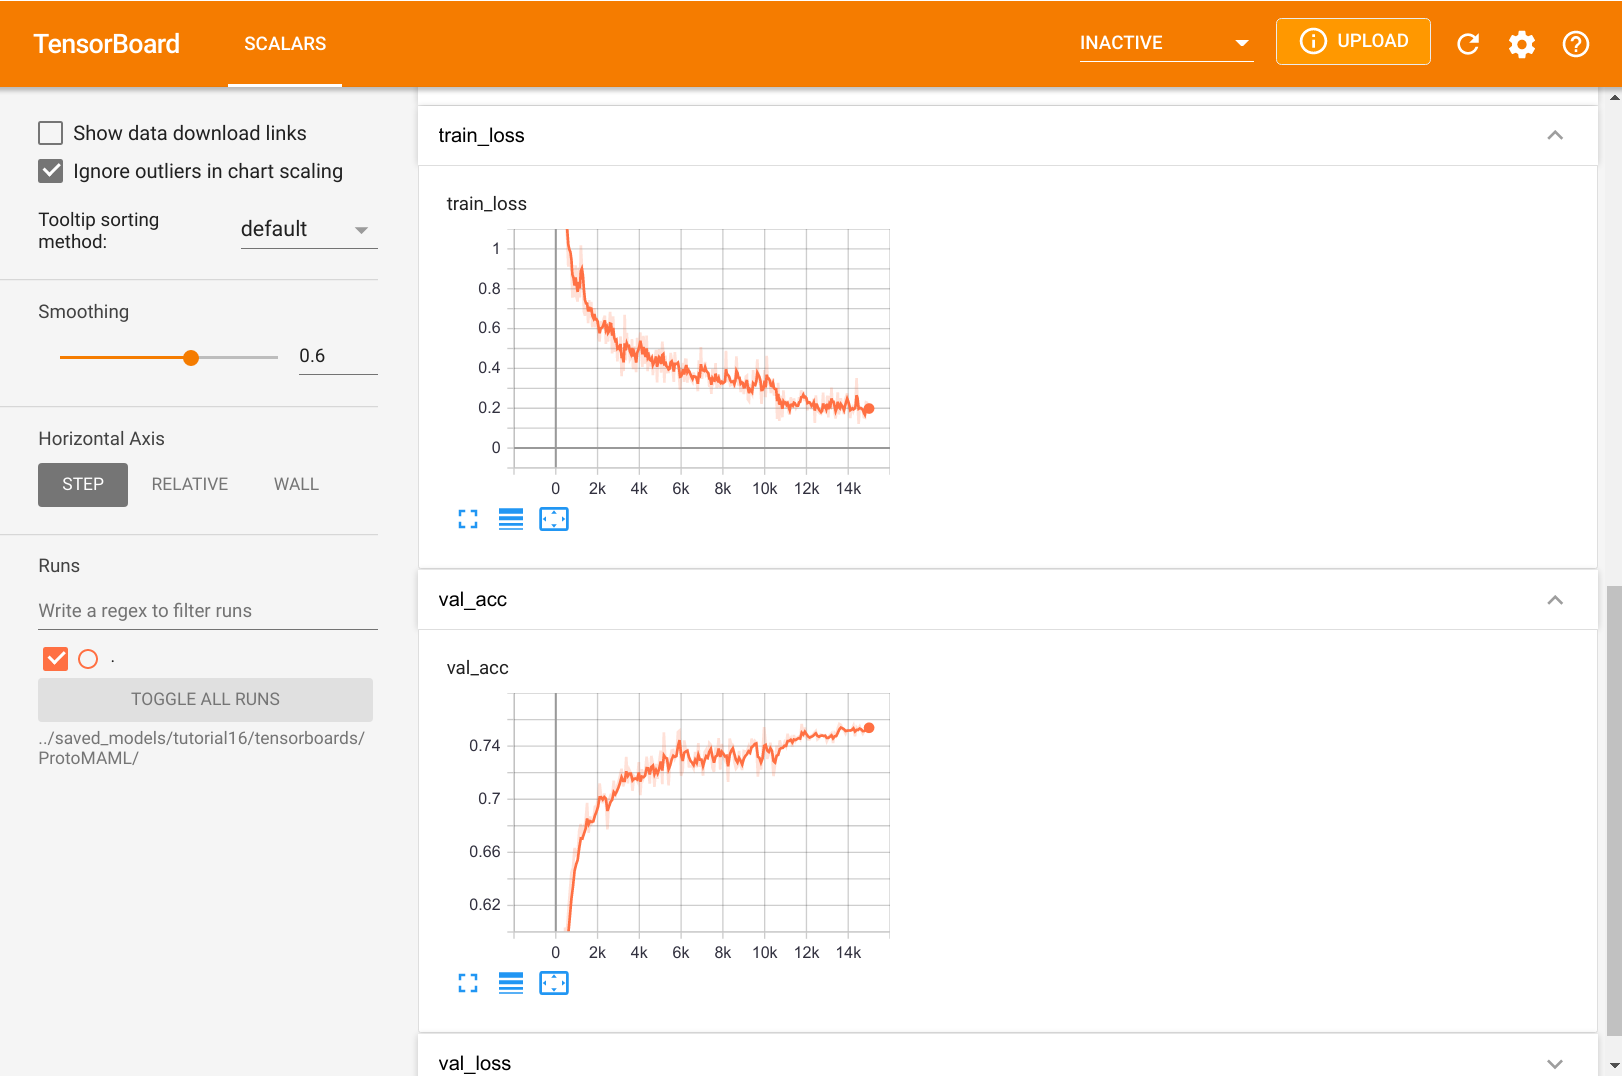 TensorBoard
SCALARS
INACTIVE
UPLOAD
Show data download links
Ignore outliers in chart scaling
Tooltip sorting
method:
default
Smoothing
0.6
Horizontal Axis
STEP RELATIVE WALL
Runs
Write a regex to filter runs
.
TOGGLE ALL RUNS
../saved_models/tutorial16/tensorboards/
ProtoMAML/
train_loss
train_loss
1
0.8
0.6
0.4
0.2
0
0 2k 4k 6k 8k 10k 12k 14k
val_acc
val_acc
0.74
0.7
0.66
0.62
0 2k 4k 6k 8k 10k 12k 14k
val_loss